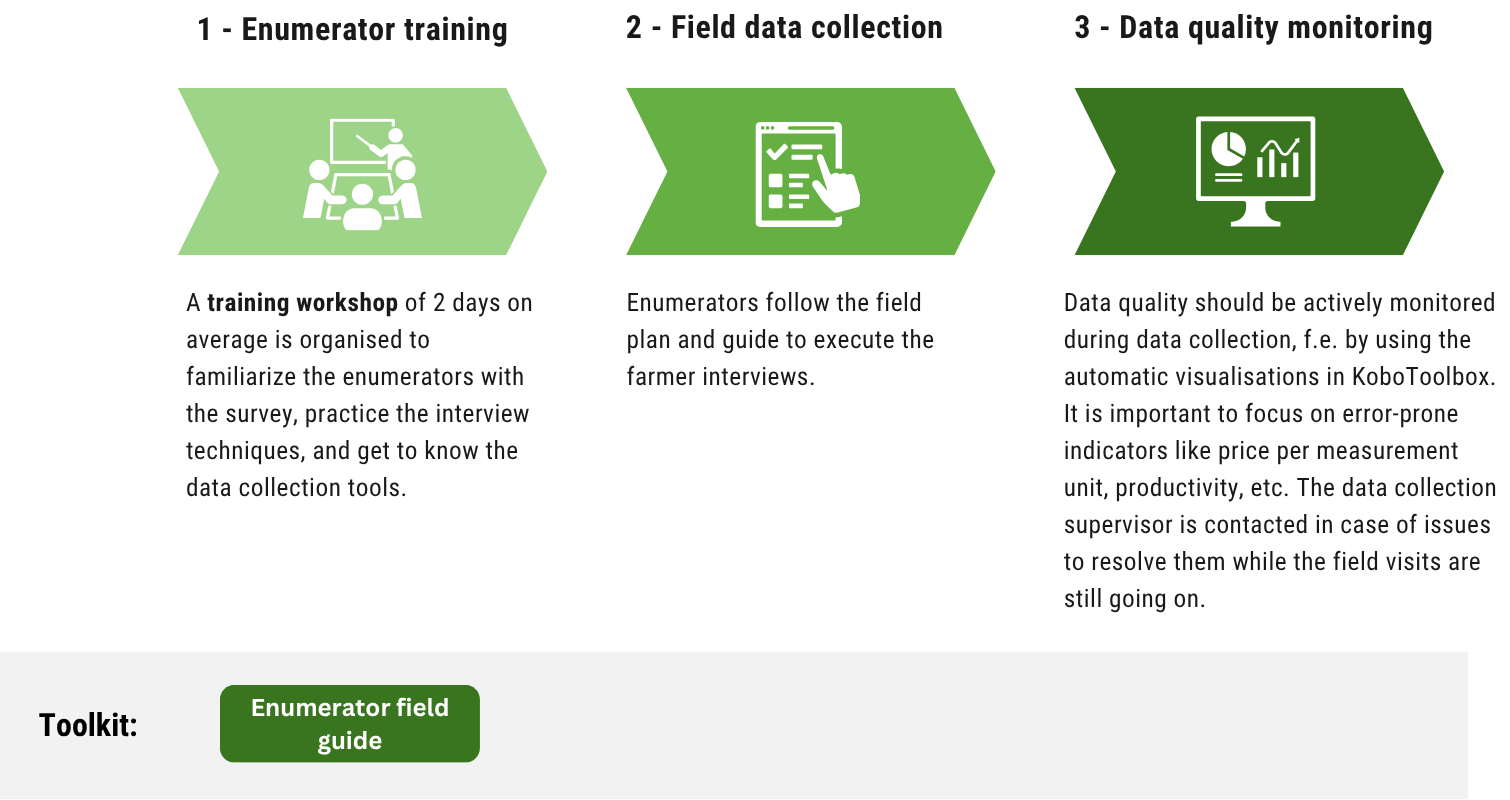 1 - Enumerator training
2 - Field data collection
3 - Data quality monitoring
A training workshop of 2 days on
average is organised to
familiarize the enumerators with
the survey, practice the interview
techniques, and get to know the
data collection tools.
Enumerators follow the field
plan and guide to execute the
farmer interviews.
Data quality should be actively monitored
during data collection, f.e. by using the
automatic visualisations in KoboToolbox.
It is important to focus on error-prone
indicators like price per measurement
unit, productivity, etc. The data collection
supervisor is contacted in case of issues
to resolve them while the field visits are
still going on.
Toolkit:
Enumerator field
guide